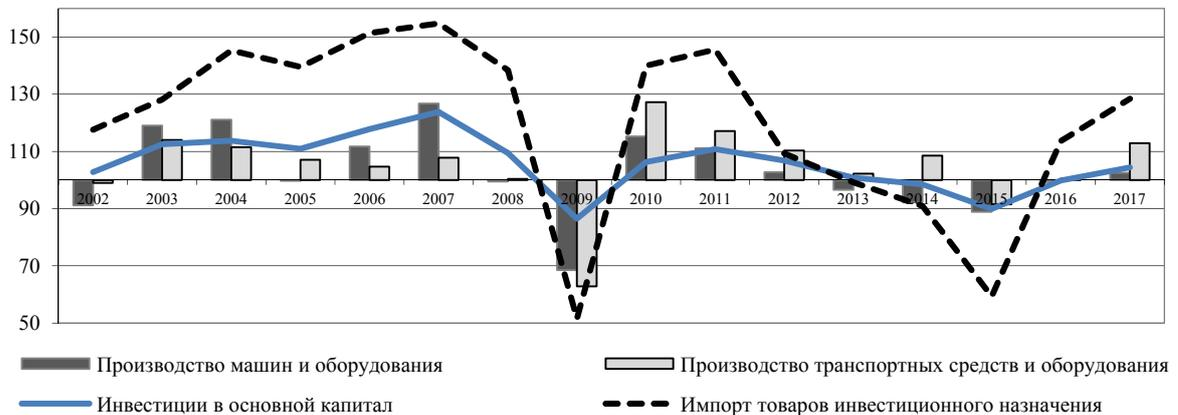 150
130
110
90
70
50
2002 2003 2004 2005 2006 2007 2008 2009 2010 2011 2012 2013 2014 2015 2016 2017
Производство машин и оборудования Производство транспортных средств и оборудования
Инвестиции в основной капитал Импорт товаров инвестиционного назначения